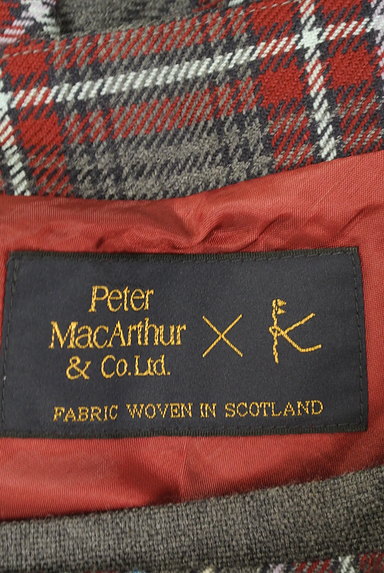 Peter
MacArthur
& Co.Ltd.
× K
FABRIC WOVEN IN SCOTLAND